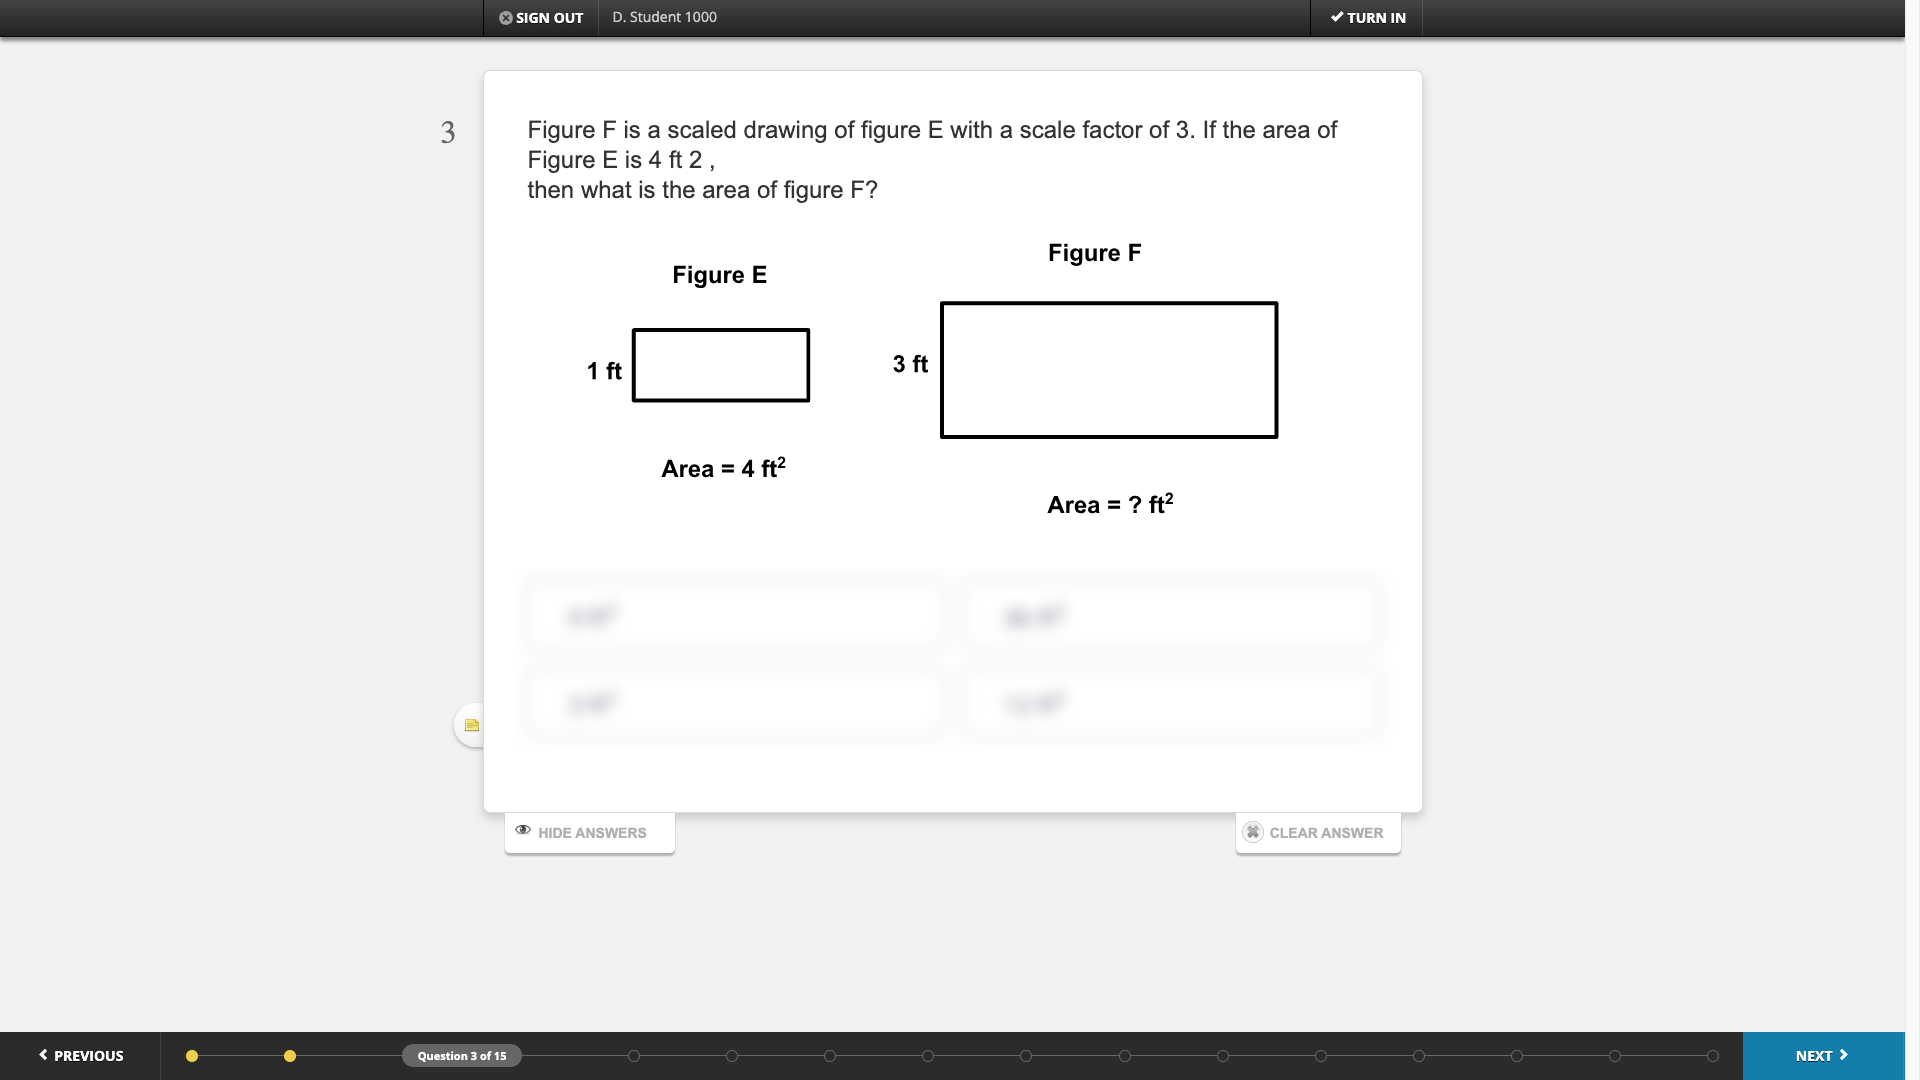 SIGN OUT
D. Student 1000
TURN IN
3
Figure F is a scaled drawing of figure E with a scale factor of 3. If the area of
Figure E is 4 ft 2 ,
then what is the area of figure F?
Figure E
Figure F
1 ft
3 ft
Area = 4 ft²
Area = ? ft²
HIDE ANSWERS
CLEAR ANSWER
PREVIOUS
Question 3 of 15
NEXT